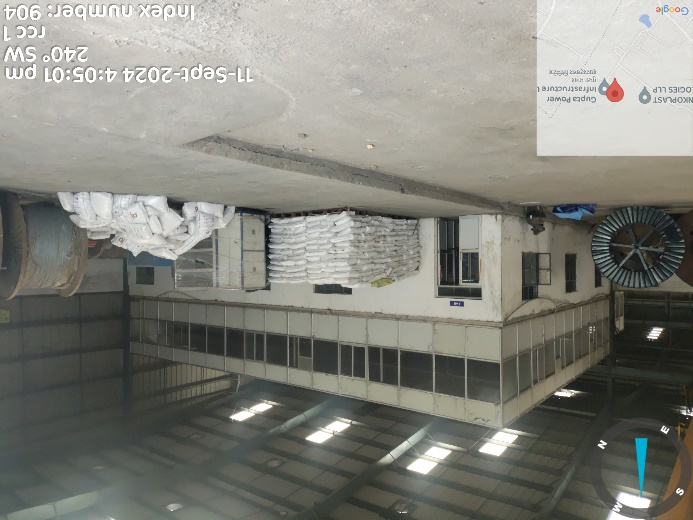 11-Sept-2024 4:05:01 pm
240° SW
rcc 1
Index number: 904
Google
Gupta Power
Infrastructure L
NKOPLAST
LOGIES LLP
N
E
S
W